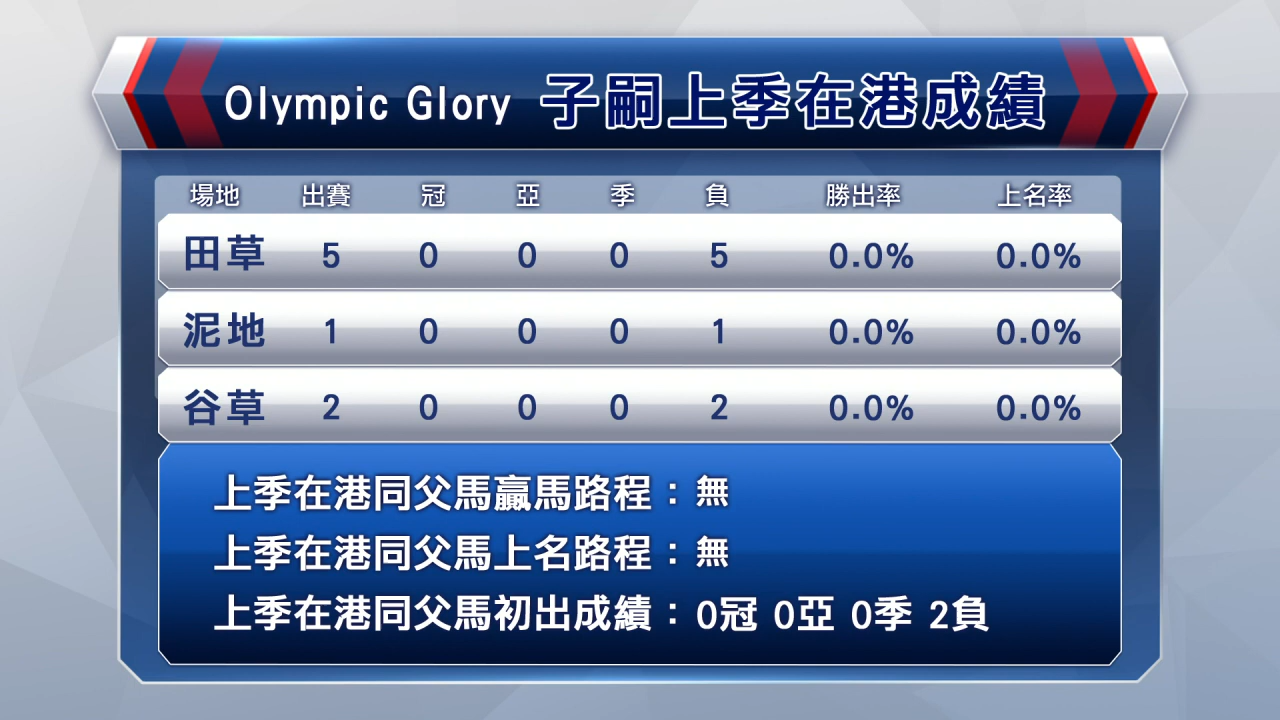 Olympic Glory 子嗣上季在港成績
場地 出賽 冠 亞 季 負 勝出率 上名率
田草 5 0 0 0 5 0.0% 0.0%
泥地 1 0 0 0 1 0.0% 0.0%
谷草 2 0 0 0 2 0.0% 0.0%
上季在港同父馬贏馬路程：無
上季在港同父馬上名路程：無
上季在港同父馬初出成績：0冠 0亞 0季 2負